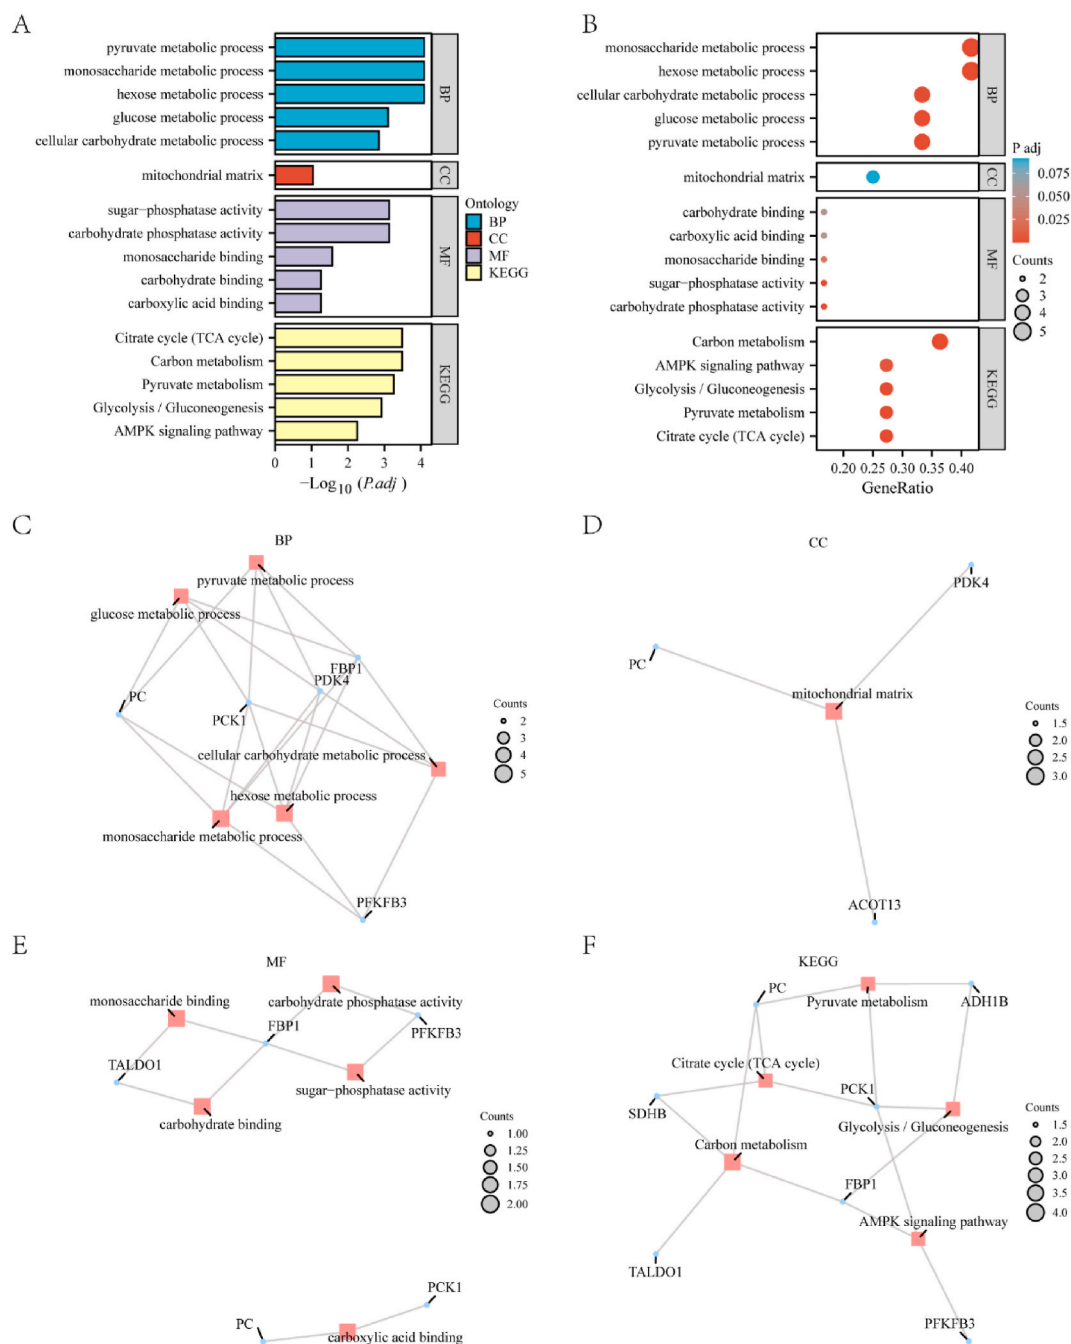 A
pyruvate metabolic process
monosaccharide metabolic process
hexose metabolic process
glucose metabolic process
cellular carbohydrate metabolic process
BP
mitochondrial matrix
CC
sugar−phosphatase activity
carbohydrate phosphatase activity
monosaccharide binding
carbohydrate binding
carboxylic acid binding
MF
Citrate cycle (TCA cycle)
Carbon metabolism
Pyruvate metabolism
Glycolysis / Gluconeogenesis
AMPK signaling pathway
KEGG
0 1 2 3 4
−Log10 (P.adj )
Ontology
BP
CC
MF
KEGG
B
monosaccharide metabolic process
hexose metabolic process
cellular carbohydrate metabolic process
glucose metabolic process
pyruvate metabolic process
BP
mitochondrial matrix
CC
carbohydrate binding
carboxylic acid binding
monosaccharide binding
sugar−phosphatase activity
carbohydrate phosphatase activity
MF
Carbon metabolism
AMPK signaling pathway
Glycolysis / Gluconeogenesis
Pyruvate metabolism
Citrate cycle (TCA cycle)
KEGG
0.20 0.25 0.30 0.35 0.40
GeneRatio
P adj
0.075
0.050
0.025
Counts
2
3
4
5
C
BP
pyruvate metabolic process
glucose metabolic process
FBP1
PDK4
PC
PCK1
cellular carbohydrate metabolic process
hexose metabolic process
monosaccharide metabolic process
PFKFB3
Counts
2
3
4
5
D
CC
PDK4
PC
mitochondrial matrix
ACOT13
Counts
1.5
2.0
2.5
3.0
E
MF
monosaccharide binding
carbohydrate phosphatase activity
FBP1
PFKFB3
TALDO1
sugar−phosphatase activity
carbohydrate binding
PCK1
PC
carboxylic acid binding
Counts
1.00
1.25
1.50
1.75
2.00
F
KEGG
PC
Pyruvate metabolism
ADH1B
Citrate cycle (TCA cycle)
PCK1
SDHB
Glycolysis / Gluconeogenesis
Carbon metabolism
FBP1
AMPK signaling pathway
TALDO1
PFKFB3
Counts
1.5
2.0
2.5
3.0
3.5
4.0